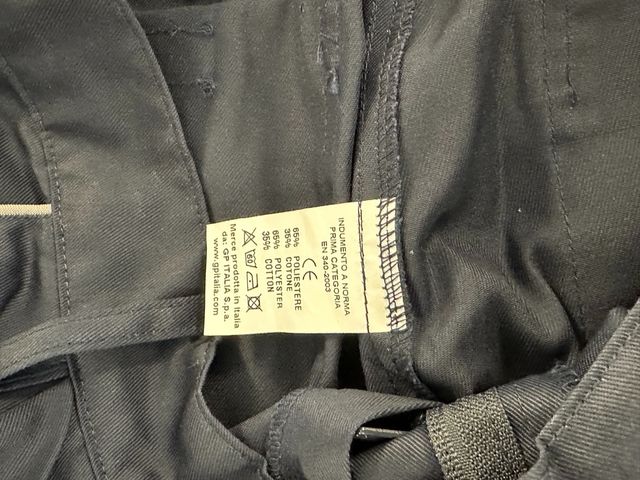 INDUMENTO A NORMA
PRIMA CATEGORIA
EN 340-2003
CE
65% POLIESTERE
35% COTONE
65% POLYESTER
35% COTTON
60
Merce prodotta in Italia
da: GP ITALIA S.p.a.
www.gpitalia.com